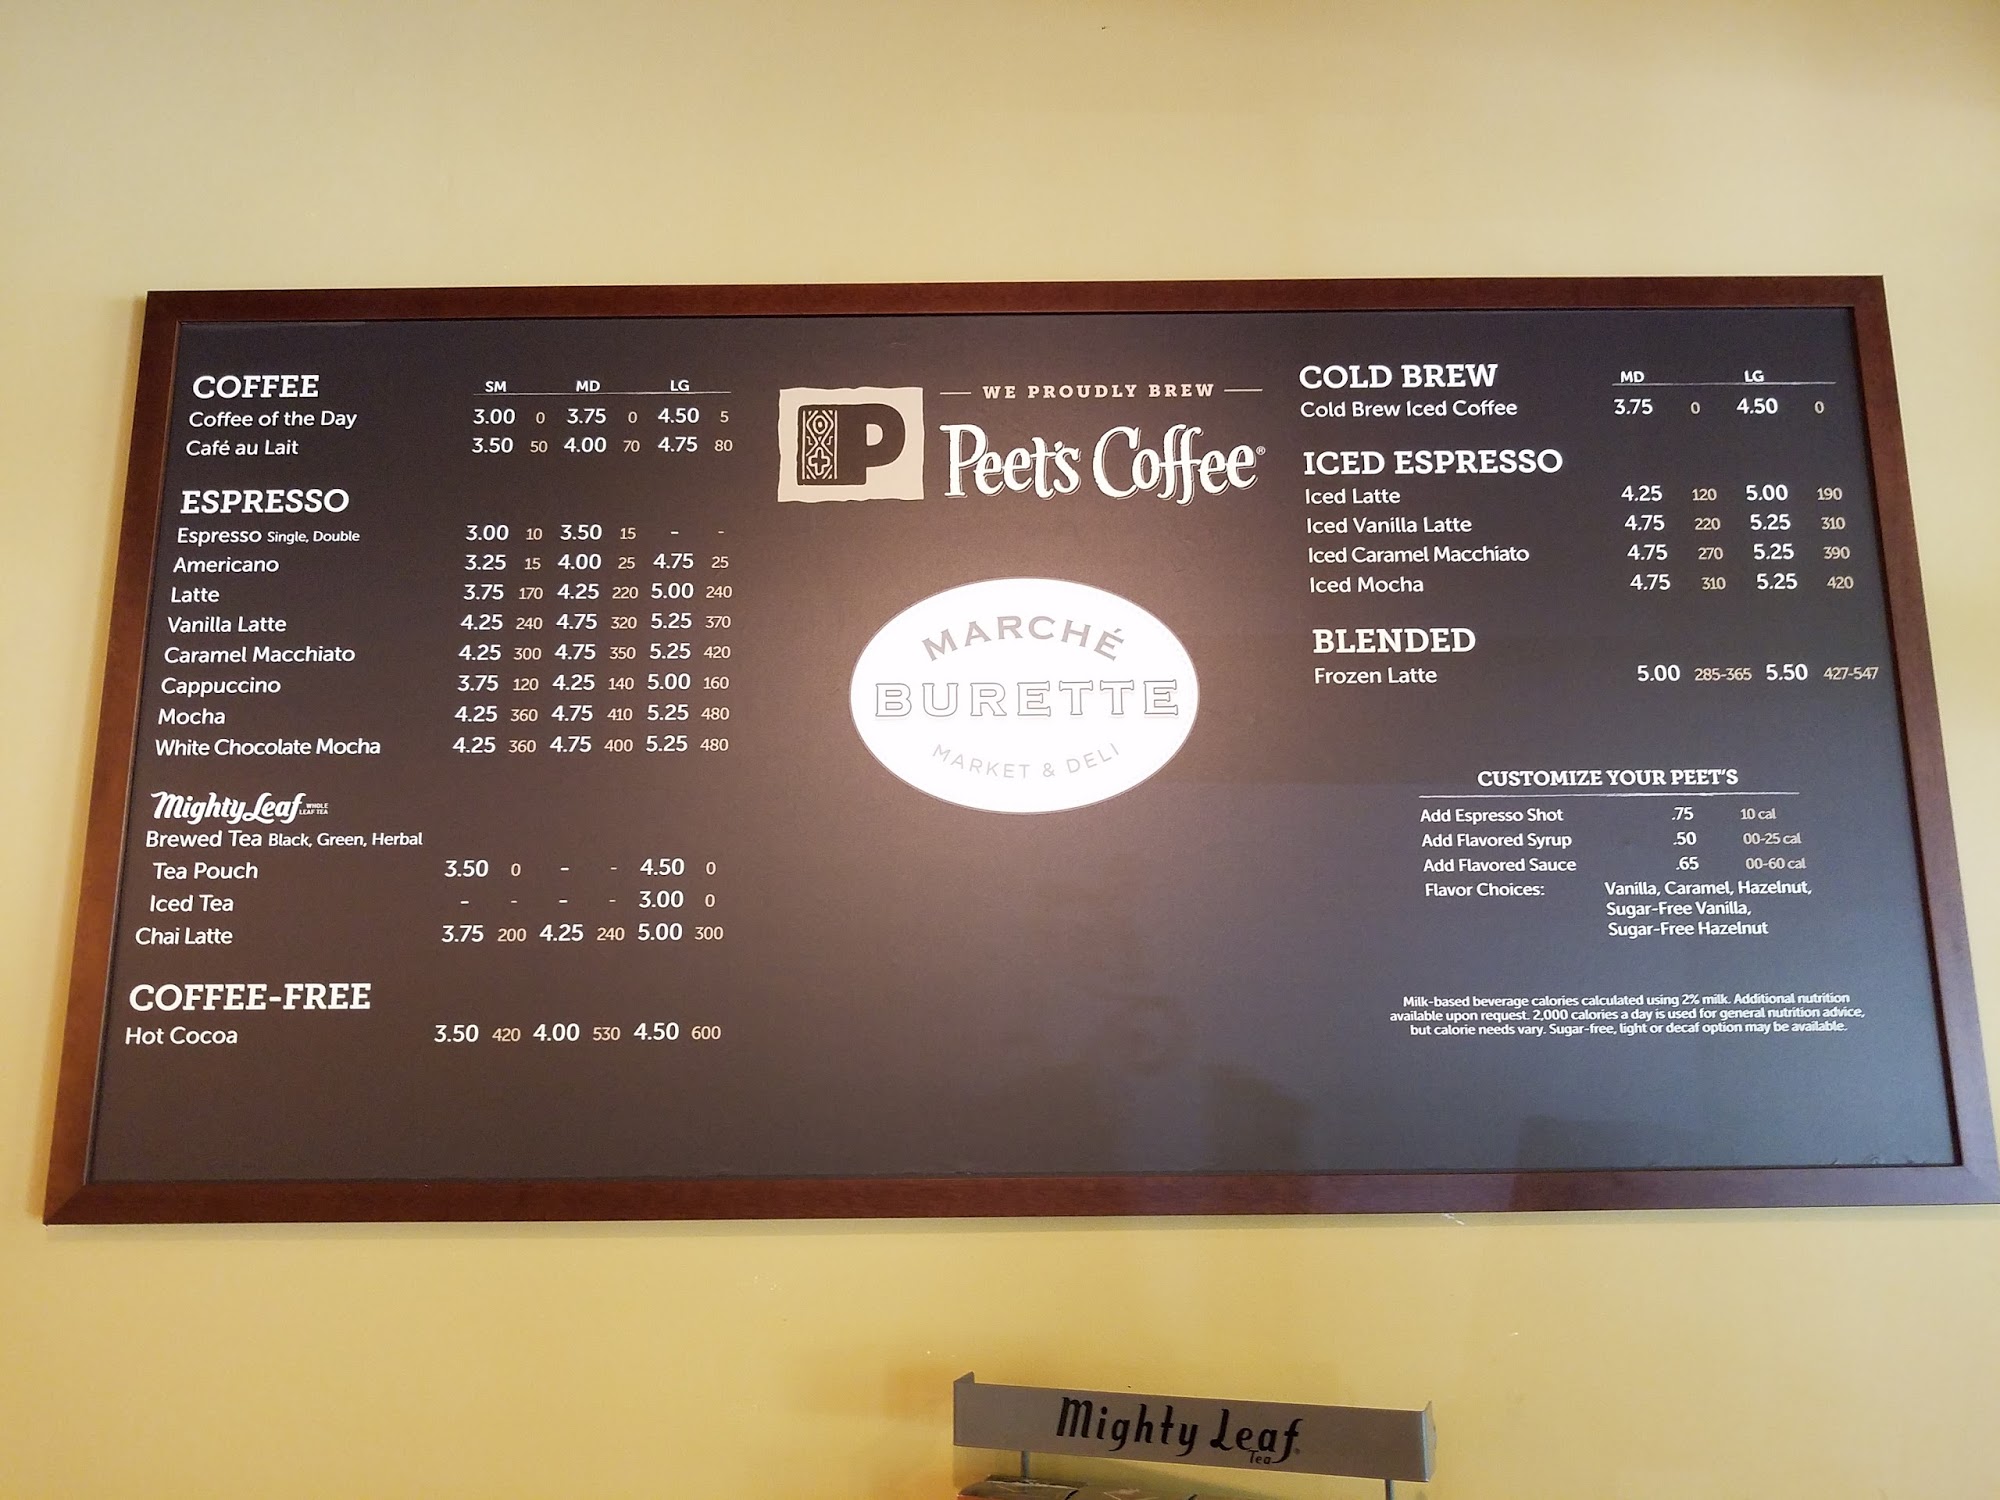 COFFEE SM MD LG
Coffee of the Day 3.00 0 3.75 0 4.50 5
Café au Lait 3.50 50 4.00 70 4.75 80
ESPRESSO
Espresso Single, Double 3.00 10 3.50 15 - -
Americano 3.25 15 4.00 25 4.75 25
Latte 3.75 170 4.25 220 5.00 240
Vanilla Latte 4.25 240 4.75 320 5.25 370
Caramel Macchiato 4.25 300 4.75 350 5.25 420
Cappuccino 3.75 120 4.25 140 5.00 160
Mocha 4.25 360 4.75 410 5.25 480
White Chocolate Mocha 4.25 360 4.75 400 5.25 480
Mighty Leaf WHOLE LEAF TEA
Brewed Tea Black, Green, Herbal
Tea Pouch 3.50 0 - - 4.50 0
Iced Tea - - - - 3.00 0
Chai Latte 3.75 200 4.25 240 5.00 300
COFFEE-FREE
Hot Cocoa 3.50 420 4.00 530 4.50 600
WE PROUDLY BREW
P Peet's Coffee®
MARCHÉ
BURETTE
MARKET & DELI
COLD BREW MD LG
Cold Brew Iced Coffee 3.75 0 4.50 0
ICED ESPRESSO
Iced Latte 4.25 120 5.00 190
Iced Vanilla Latte 4.75 220 5.25 310
Iced Caramel Macchiato 4.75 270 5.25 390
Iced Mocha 4.75 310 5.25 420
BLENDED
Frozen Latte 5.00 285-365 5.50 427-547
CUSTOMIZE YOUR PEET'S
Add Espresso Shot .75 10 cal
Add Flavored Syrup .50 00-25 cal
Add Flavored Sauce .65 00-60 cal
Flavor Choices: Vanilla, Caramel, Hazelnut,
Sugar-Free Vanilla,
Sugar-Free Hazelnut
Milk-based beverage calories calculated using 2% milk. Additional nutrition
available upon request. 2,000 calories a day is used for general nutrition advice,
but calorie needs vary. Sugar-free, light or decaf option may be available.
Mighty Leaf
Tea